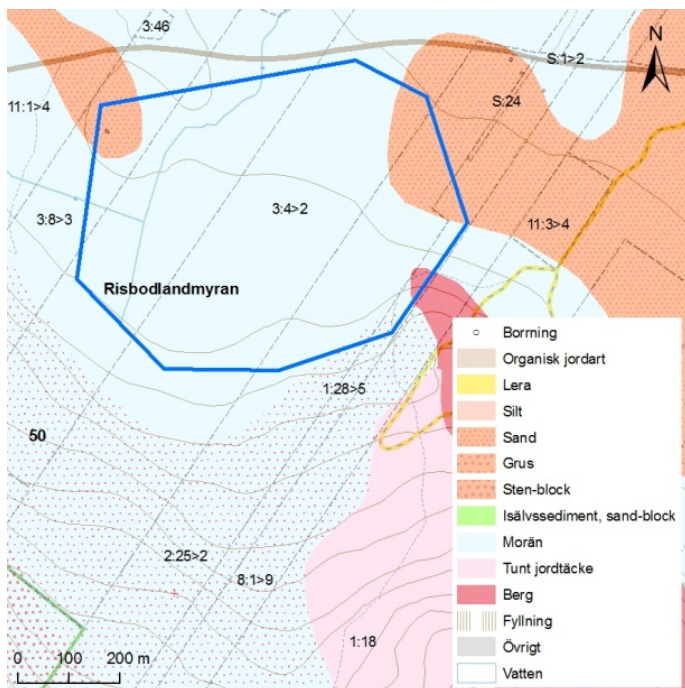 3:46
N
S:1>2
11:1>4
S:24
3:8>3
3:4>2
11:3>4
Risbodlandmyran
1:28>5
50
2:25>2
8:1>9
1:18
0 100 200 m
Borrning
Organisk jordart
Lera
Silt
Sand
Grus
Sten-block
Isälvssediment, sand-block
Morän
Tunt jordtäcke
Berg
Fyllning
Övrigt
Vatten